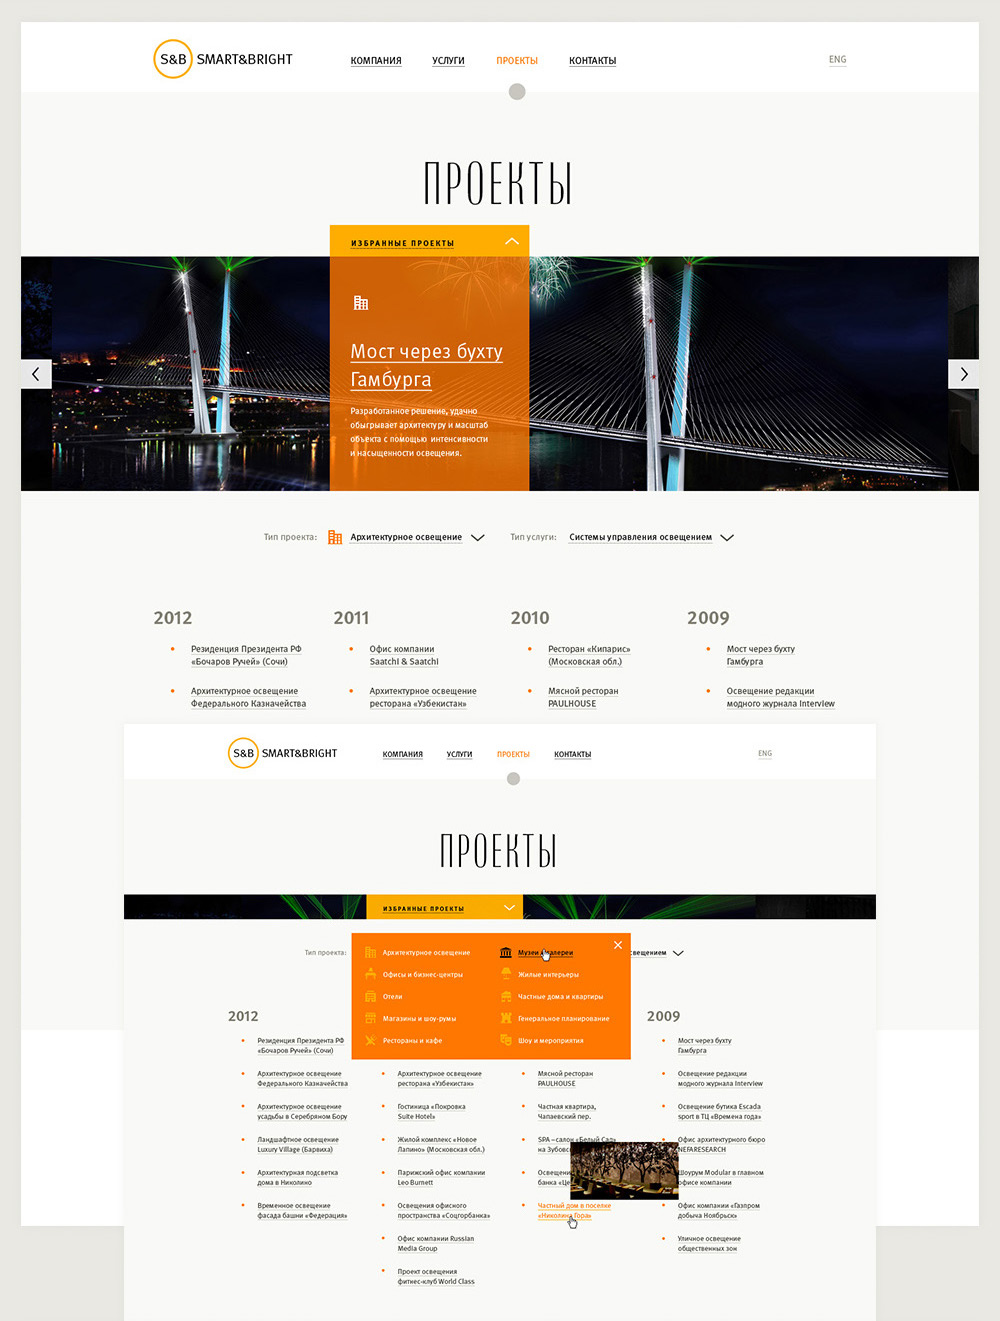 S&B SMART&BRIGHT
КОМПАНИЯ УСЛУГИ ПРОЕКТЫ КОНТАКТЫ
ENG
ПРОЕКТЫ
ИЗБРАННЫЕ ПРОЕКТЫ
Мост через бухту
Гамбурга
Разработанное решение, удачно
обыгрывает архитектуру и масштаб
объекта с помощью интенсивности
и насыщенности освещения.
Тип проекта: Архитектурное освещение Тип услуги: Системы управления освещением
2012
Резиденция Президента РФ
«Бочаров Ручей» (Сочи)
Архитектурное освещение
Федерального Казначейства
2011
Офис компании
Saatchi & Saatchi
Архитектурное освещение
ресторана «Узбекистан»
2010
Ресторан «Кипарис»
(Московская обл.)
Мясной ресторан
PAULHOUSE
2009
Мост через бухту
Гамбурга
Освещение редакции
модного журнала Interview
S&B SMART&BRIGHT
КОМПАНИЯ УСЛУГИ ПРОЕКТЫ КОНТАКТЫ
ENG
ПРОЕКТЫ
ИЗБРАННЫЕ ПРОЕКТЫ
Тип проекта:
Архитектурное освещение
Офисы и бизнес-центры
Отели
Магазины и шоу-румы
Рестораны и кафе
Музеи галереи
Жилые интерьеры
Частные дома и квартиры
Генеральное планирование
Шоу и мероприятия
свещением
2012
Резиденция Президента РФ
«Бочаров Ручей» (Сочи)
Архитектурное освещение
Федерального Казначейства
Архитектурное освещение
усадьбы в Серебряном Бору
Ландшафтное освещение
Luxury Village (Барвиха)
Архитектурная подсветка
дома в Николино
Временное освещение
фасада башни «Федерация»
Архитектурное освещение
ресторана «Узбекистан»
Гостиница «Покровка
Suite Hotel»
Жилой комплекс «Новое
Лапино» (Московская обл.)
Парижский офис компании
Leo Burnett
Освещения офисного
пространства «Соцгорбанка»
Офис компании Russian
Media Group
Проект освещения
фитнес-клуб World Class
Мясной ресторан
PAULHOUSE
Частная квартира,
Чапаевский пер.
SPA –салон «Белый Сад»
на Зубовс
Освещени
банка «Це
Частный дом в поселке
«Николина Гора»
2009
Мост через бухту
Гамбурга
Освещение редакции
модного журнала Interview
Освещение бутика Escada
sport в ТЦ «Времена года»
Офис архитектурного бюро
NEFARESEARCH
Шоурум Modular в главном
офисе компании
Офис компании «Газпром
добыча Ноябрьск»
Уличное освещение
общественных зон